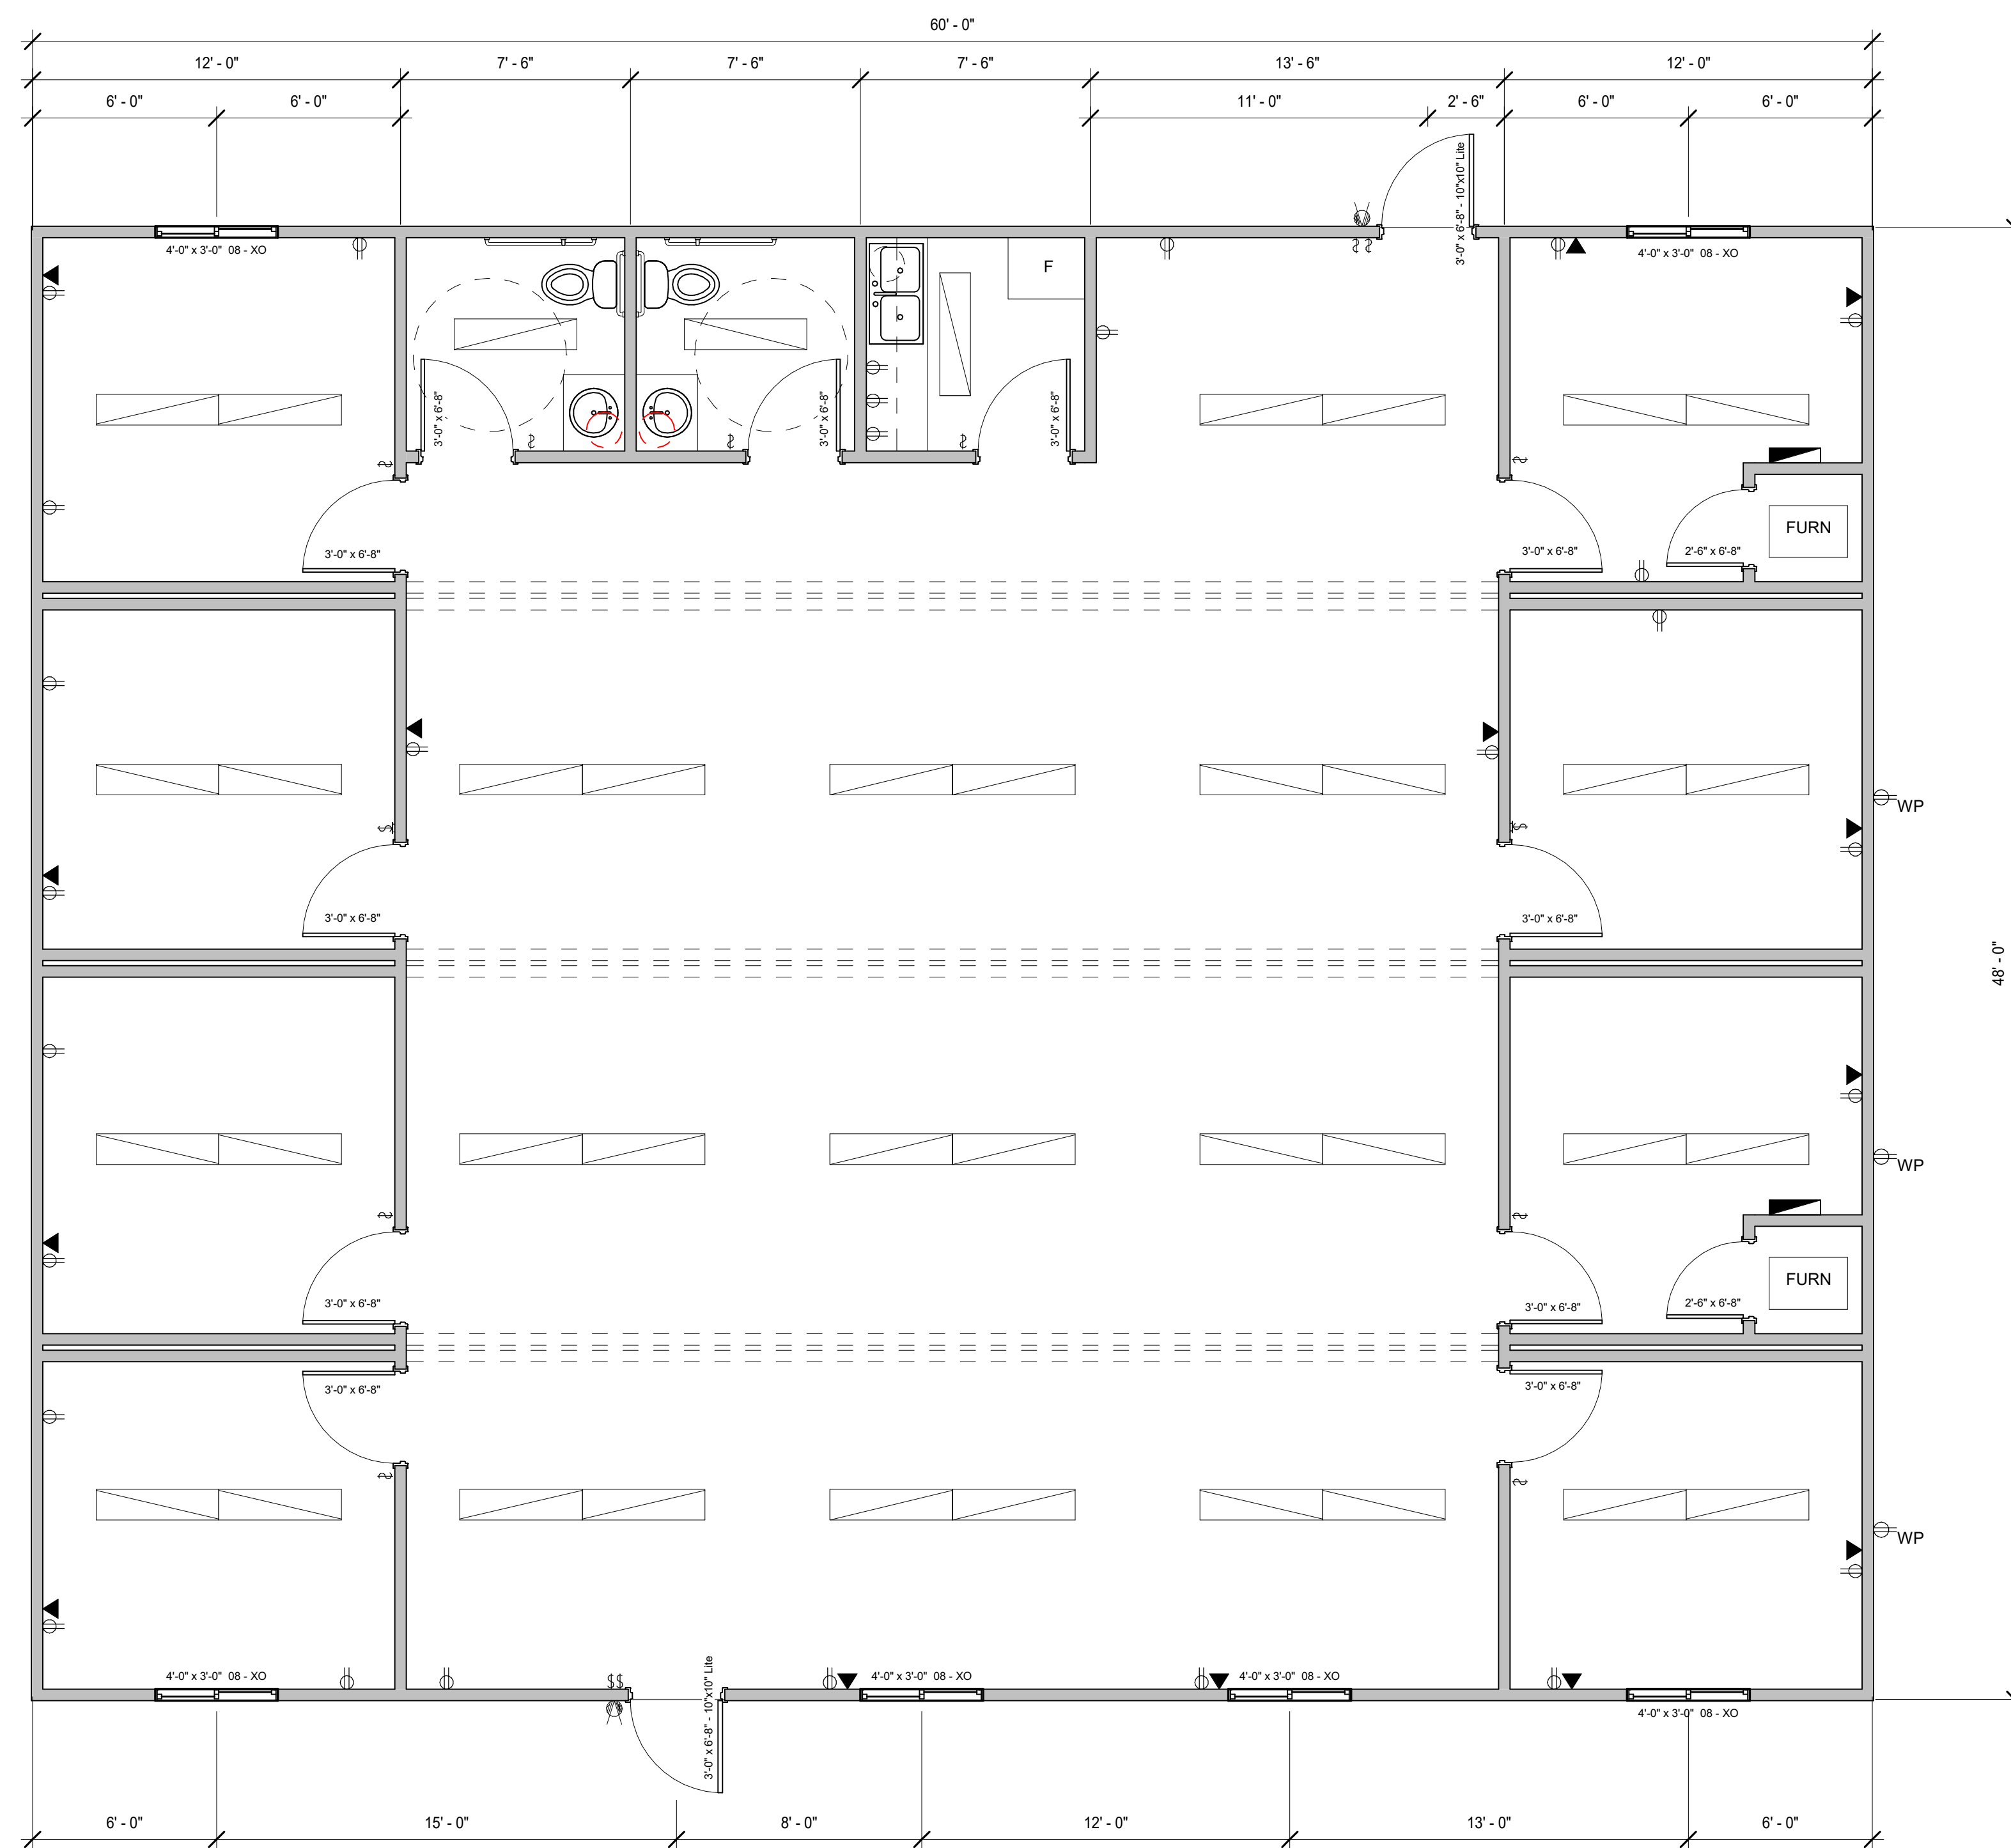 60' - 0"
12' - 0" 7' - 6" 7' - 6" 7' - 6" 13' - 6" 12' - 0"
6' - 0" 6' - 0" 11' - 0" 2' - 6" 6' - 0" 6' - 0"
3'-0" x 6'-8" - 10"x10" Lite
4'-0" x 3'-0" 08 - XO
4'-0" x 3'-0" 08 - XO
F
3'-0" x 6'-8"
3'-0" x 6'-8"
3'-0" x 6'-8"
FURN
3'-0" x 6'-8"
3'-0" x 6'-8"
2'-6" x 6'-8"
WP
3'-0" x 6'-8"
3'-0" x 6'-8"
48' - 0"
WP
FURN
3'-0" x 6'-8"
3'-0" x 6'-8"
2'-6" x 6'-8"
3'-0" x 6'-8"
3'-0" x 6'-8"
WP
4'-0" x 3'-0" 08 - XO
$$
3'-0" x 6'-8" - 10"x10" Lite
4'-0" x 3'-0" 08 - XO
4'-0" x 3'-0" 08 - XO
4'-0" x 3'-0" 08 - XO
6' - 0" 15' - 0" 8' - 0" 12' - 0" 13' - 0" 6' - 0"